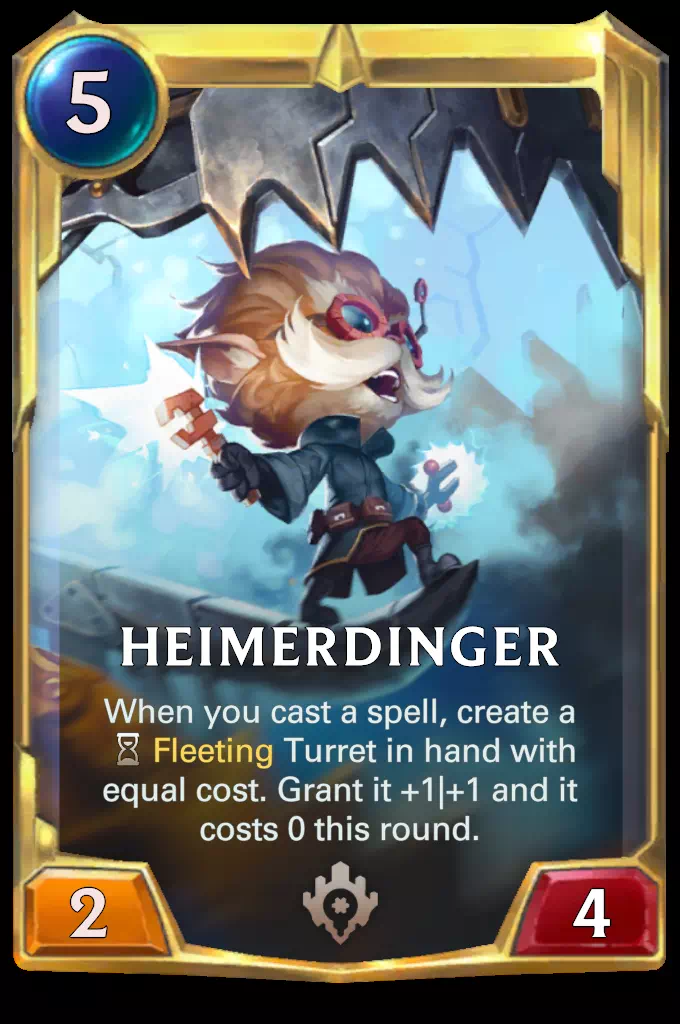 5
HEIMERDINGER
When you cast a spell, create a
Fleeting Turret in hand with
equal cost. Grant it +1|+1 and it
costs 0 this round.
2
4